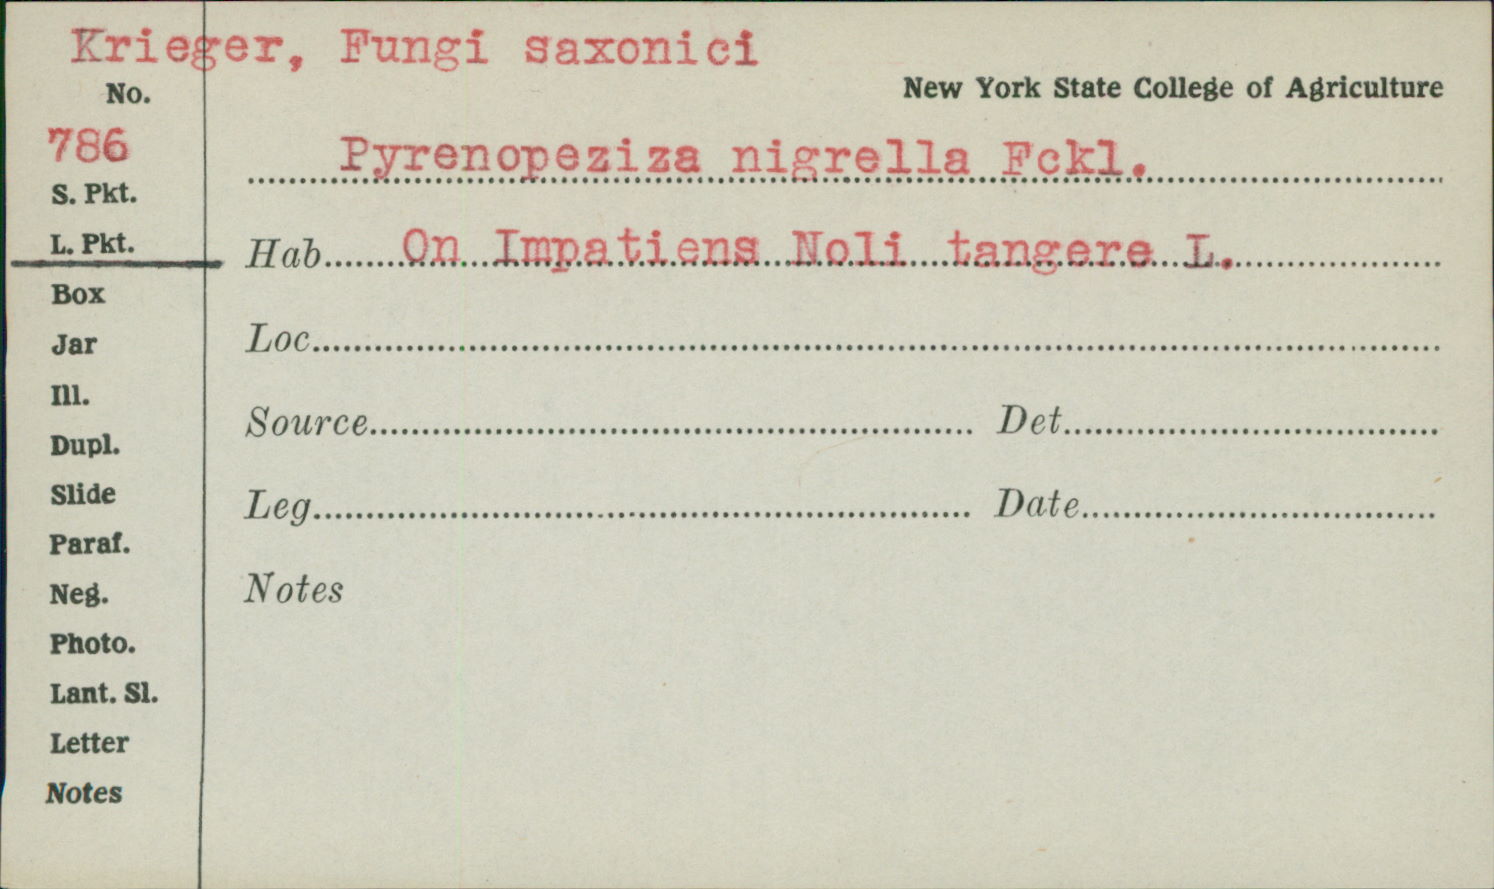 Krieger, Fungi saxonici
New York State College of Agriculture
No.
786
Pyrenopeziza nigrella Fckl.
S. Pkt.
L. Pkt.
Hab. On Impatiens Noli tangere L.
Box
Jar
Loc.
Ill.
Dupl.
Source Det.
Slide
Leg. Date
Paraf.
Neg.
Notes
Photo.
Lant. Sl.
Letter
Notes